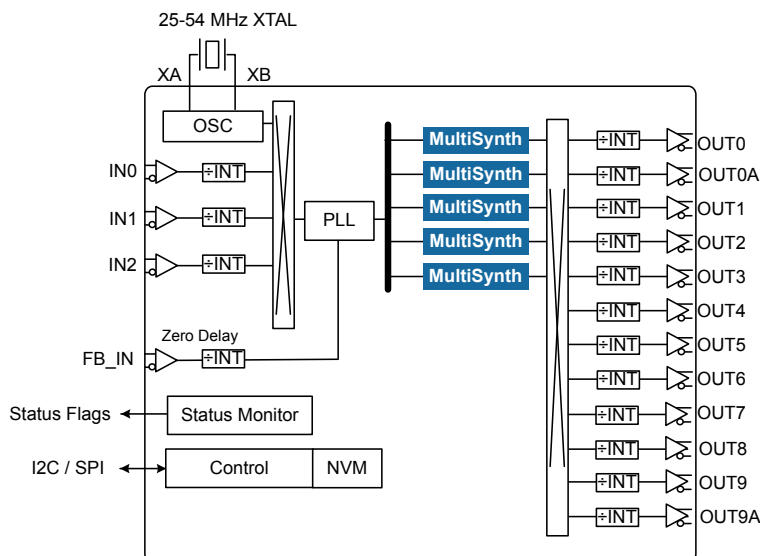 25-54 MHz XTAL
XA
XB
OSC
IN0
÷INT
IN1
÷INT
IN2
÷INT
PLL
Zero Delay
FB_IN
÷INT
Status Flags
Status Monitor
I2C / SPI
Control
NVM
MultiSynth
MultiSynth
MultiSynth
MultiSynth
MultiSynth
÷INT
OUT0
÷INT
OUT0A
÷INT
OUT1
÷INT
OUT2
÷INT
OUT3
÷INT
OUT4
÷INT
OUT5
÷INT
OUT6
÷INT
OUT7
÷INT
OUT8
÷INT
OUT9
÷INT
OUT9A